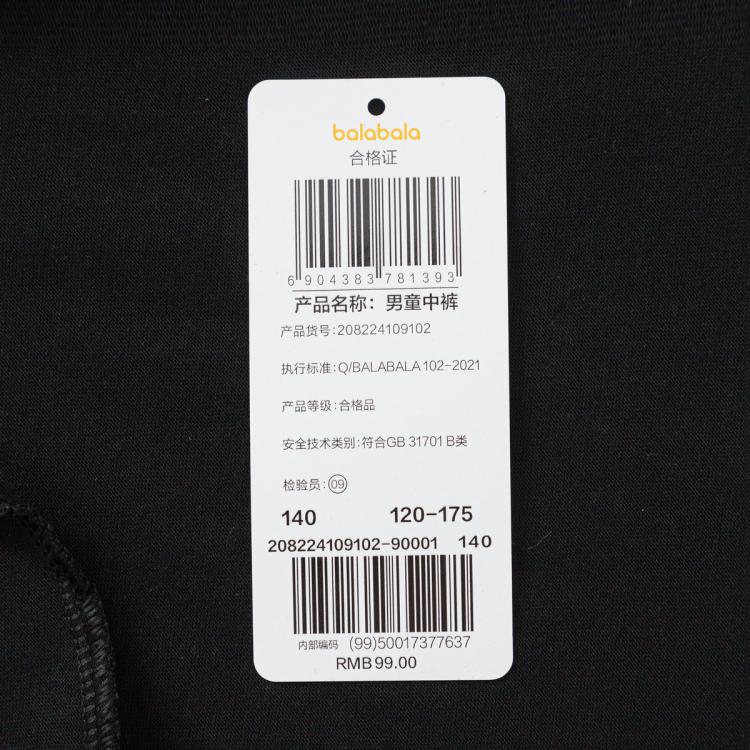 balabala
合格证
6 904383 781393
产品名称：男童中裤
产品货号：208224109102
执行标准：Q/BALABALA 102-2021
产品等级：合格品
安全技术类别：符合GB 31701 B类
检验员：09
140 120-175
208224109102-90001 140
内部编码 (99)50017377637
RMB 99.00